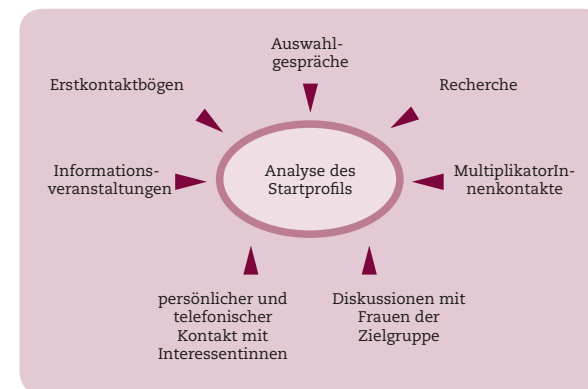 Auswahl-
gespräche
Erstkontaktbögen
Recherche
Informations-
veranstaltungen
Analyse des
Startprofils
MultiplikatorIn-
nenkontakte
persönlicher und
telefonischer
Kontakt mit
Interessentinnen
Diskussionen mit
Frauen der
Zielgruppe